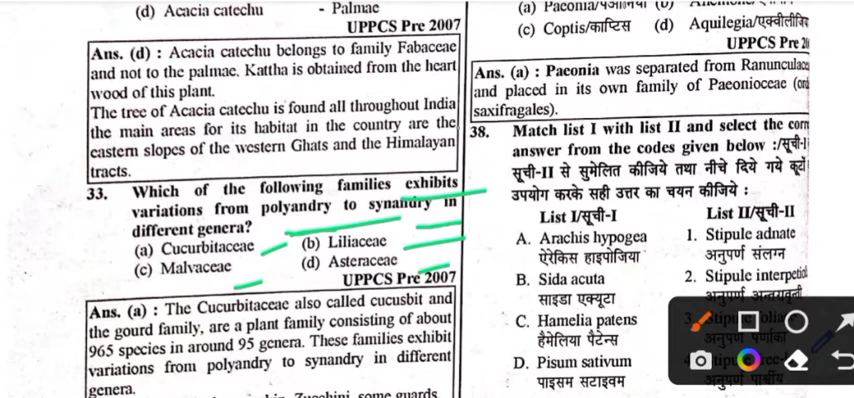 (d) Acacia catechu - Palmae
UPPCS Pre 2007
Ans. (d) : Acacia catechu belongs to family Fabaceae
and not to the palmae. Kattha is obtained from the heart
wood of this plant.
The tree of Acacia catechu is found all throughout India
the main areas for its habitat in the country are the
eastern slopes of the western Ghats and the Himalayan
tracts.
33. Which of the following families exhibits
variations from polyandry to synandry in
different genera?
(a) Cucurbitaceae (b) Liliaceae
(c) Malvaceae (d) Asteraceae
UPPCS Pre 2007
Ans. (a) : The Cucurbitaceae also called cucusbit and
the gourd family, are a plant family consisting of about
965 species in around 95 genera. These families exhibit
variations from polyandry to synandry in different
genera.
some guards
(a) Paeonia/
(c) Coptis/काप्टिस (d) Aquilegia/
UPPCS Pre
Ans. (a) : Paconia was separated from
and placed in its own family of Paeonioceae
saxifragales).
38. Match list I with list II and select the
answer from the codes given below :/सूची-I
सूची-II से सुमेलित कीजिये तथा नीचे दिये गये
उपयोग करके सही उत्तर का चयन कीजिये :
List I/सूची-I List II/सूची-II
A. Arachis hypogea 1. Stipule adnate
ऐरेकिस हाइपोजिया अनुपर्ण संलग्न
B. Sida acuta 2. Stipule
साइडा एक्यूटा अनुपर्ण
C. Hamelia patens
हैमेलिया पैटेन्स
D. Pisum sativum
पाइसम सटाइवम